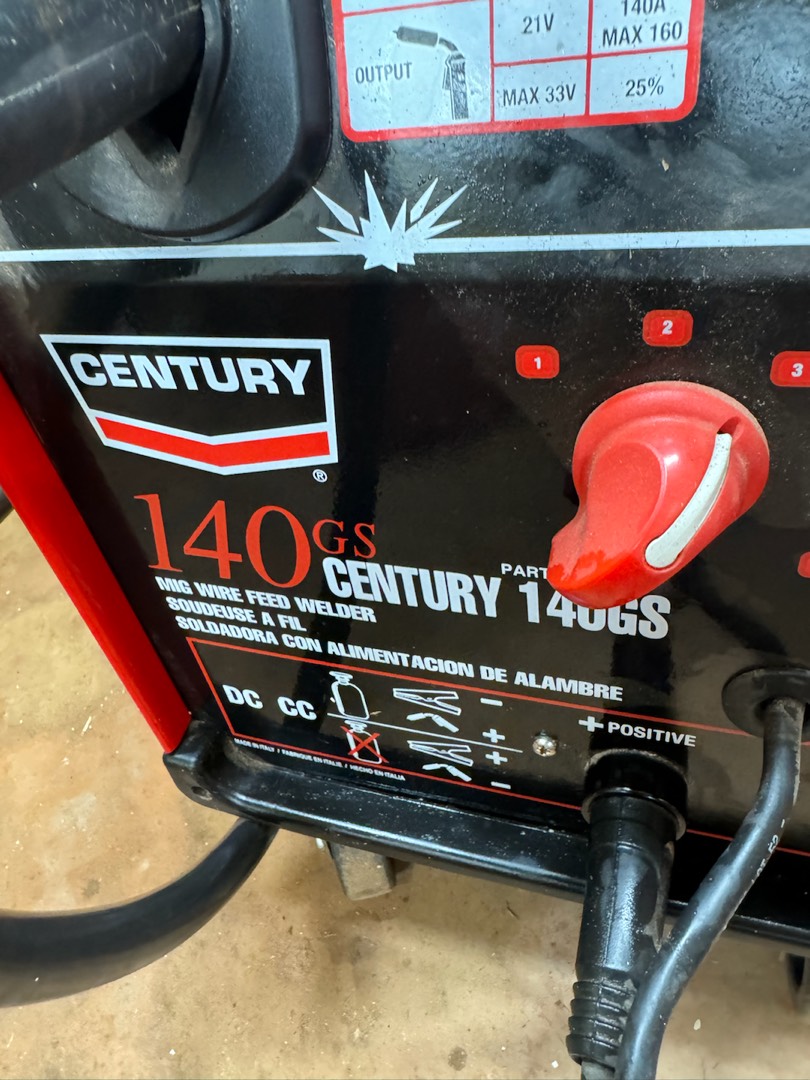 21V
140A
MAX 160
OUTPUT
MAX 33V
25%
1
2
3
CENTURY
®
140GS
PART
CENTURY 140GS
MIG WIRE FEED WELDER
SOUDEUSE A FIL
SOLDADORA CON ALIMENTACION DE ALAMBRE
DC CC
–
+
+
–
+ POSITIVE
MADE IN ITALY / FABRIQUE EN ITALIE / HECHO EN ITALIA